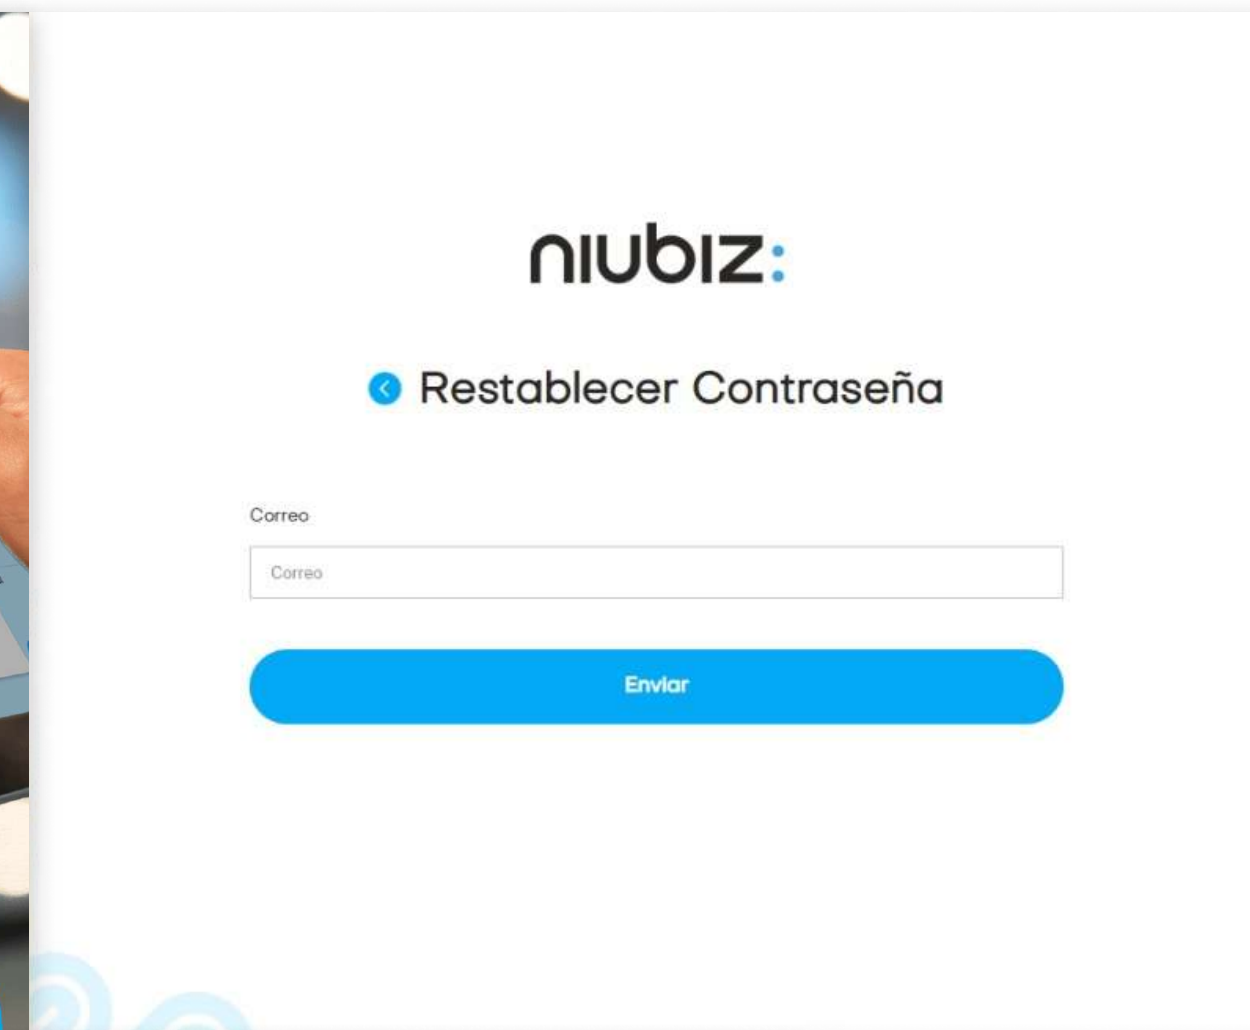 niubiz:
Restablecer Contraseña
Correo
Correo
Enviar